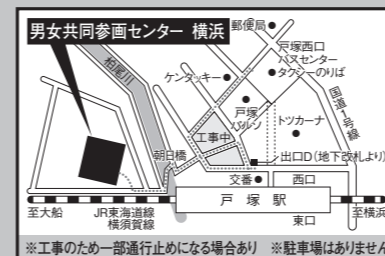 男女共同参画センター 横浜
郵便局
柏尾川
戸塚西口
バスセンター
タクシーのりば
ケンタッキー
国道1号線
戸塚
パルソ
トツカーナ
工事中
朝日橋
出口D(地下改札より)
交番
西口
戸塚駅
至大船
JR東海道線
横須賀線
東口
至横浜
※工事のため一部通行止めになる場合あり ※駐車場はありません